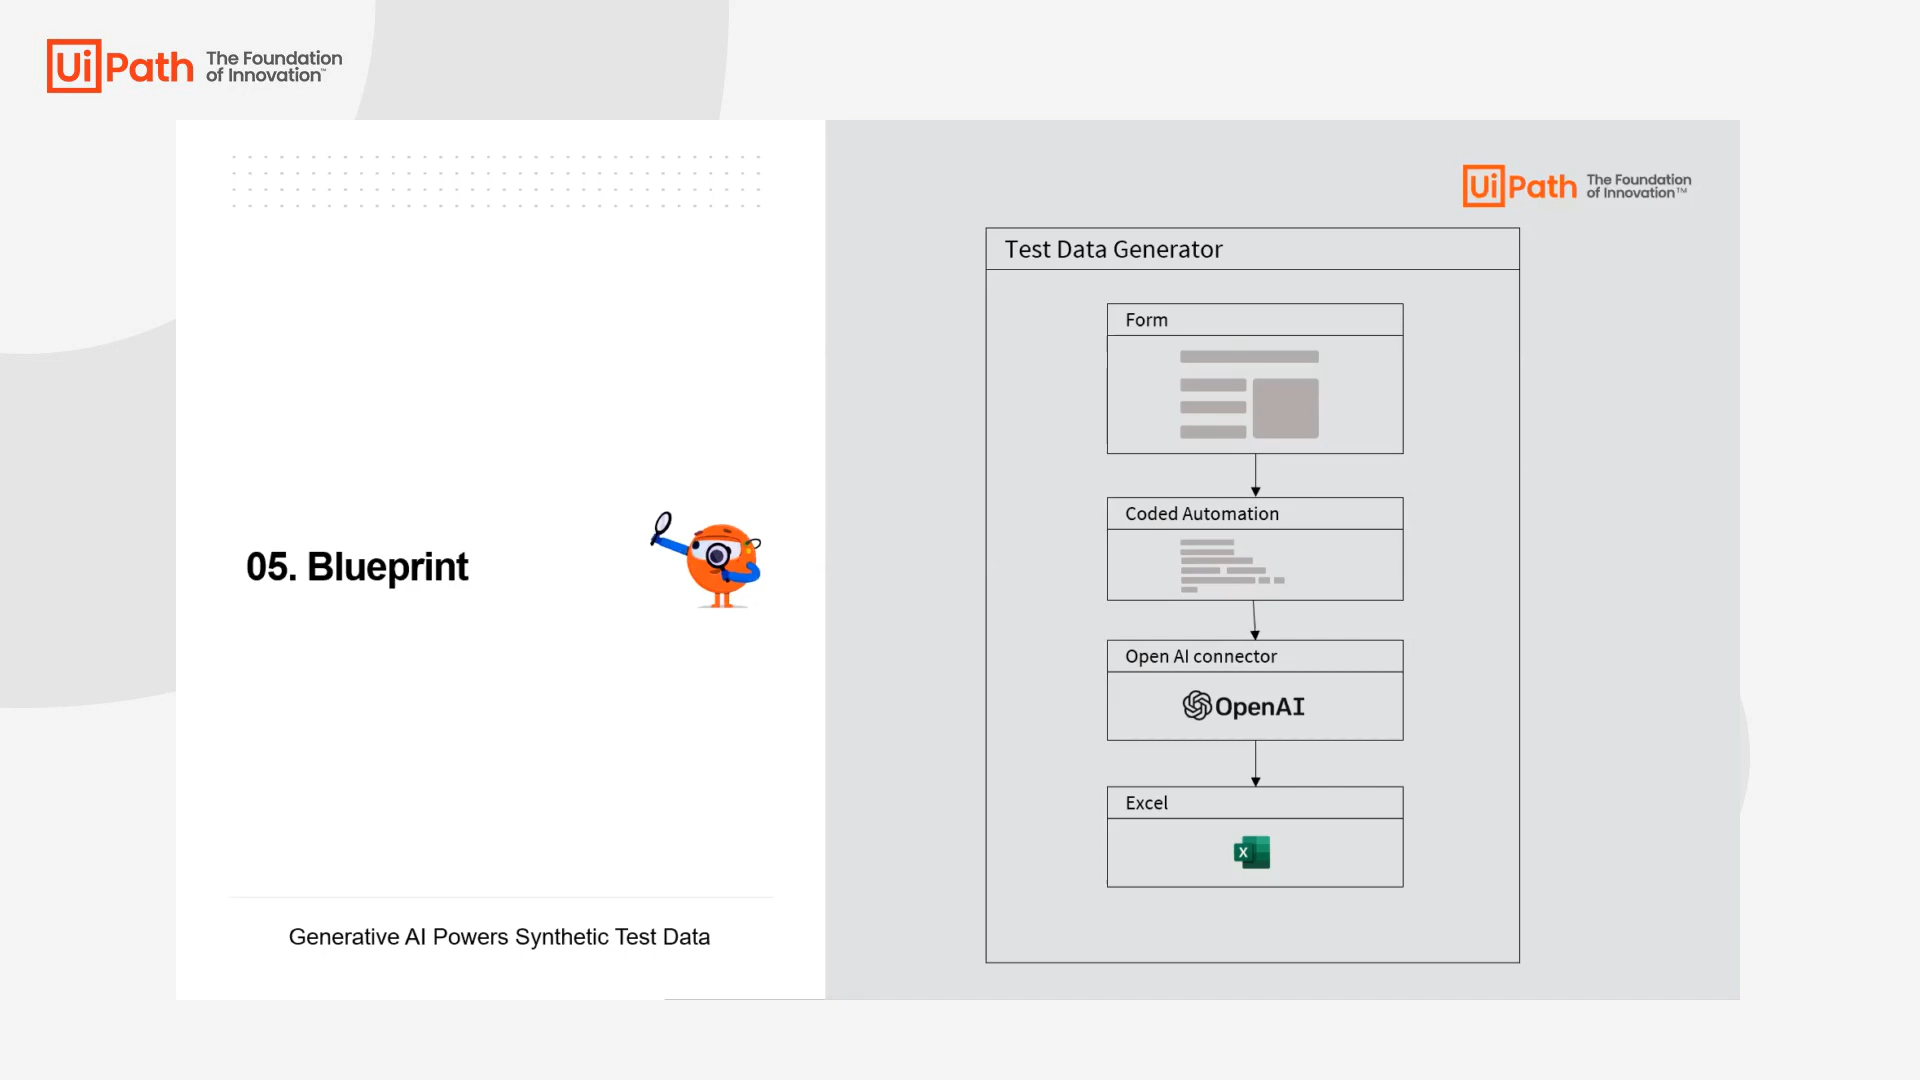 UiPath The Foundation
of Innovation™
UiPath The Foundation
of Innovation™
05. Blueprint
Generative AI Powers Synthetic Test Data
Test Data Generator
Form
Coded Automation
Open AI connector
OpenAI
Excel
X